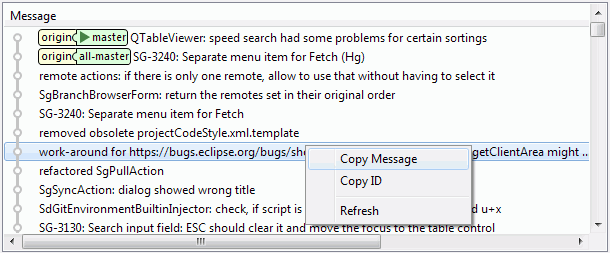 Message
origin master QTableViewer: speed search had some problems for certain sortings
origin all-master SG-3240: Separate menu item for Fetch (Hg)
remote actions: if there is only one remote, allow to use that without having to select it
SgBranchBrowserForm: return the remotes set in their original order
SG-3240: Separate menu item for Fetch
removed obsolete projectCodeStyle.xml.template
work-around for https://bugs.eclipse.org/bugs/sho getClientArea might ...
Copy Message
refactored SgPullAction
Copy ID
SgSyncAction: dialog showed wrong title
SdGitEnvironmentBuiltinInjector: check, if script is d u+x
Refresh
SG-3130: Search input field: ESC should clear it and move the focus to the table control